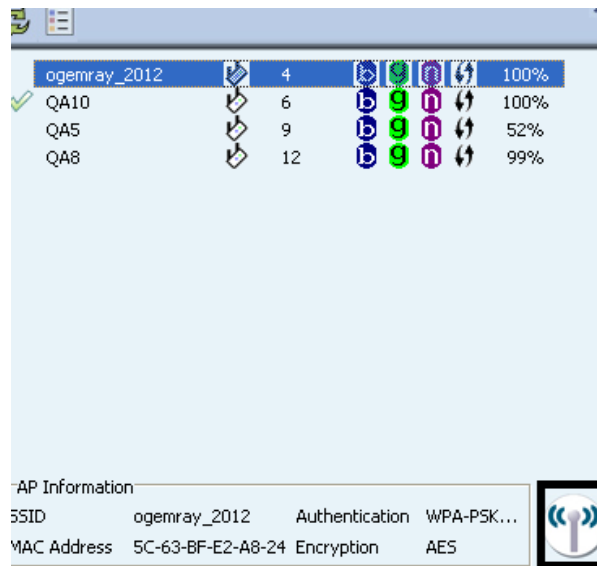 ogemray_2012 4 b g n 100%
QA10 6 b g n 100%
QA5 9 b g n 52%
QA8 12 b g n 99%
AP Information
SSID ogemray_2012 Authentication WPA-PSK...
MAC Address 5C-63-BF-E2-A8-24 Encryption AES